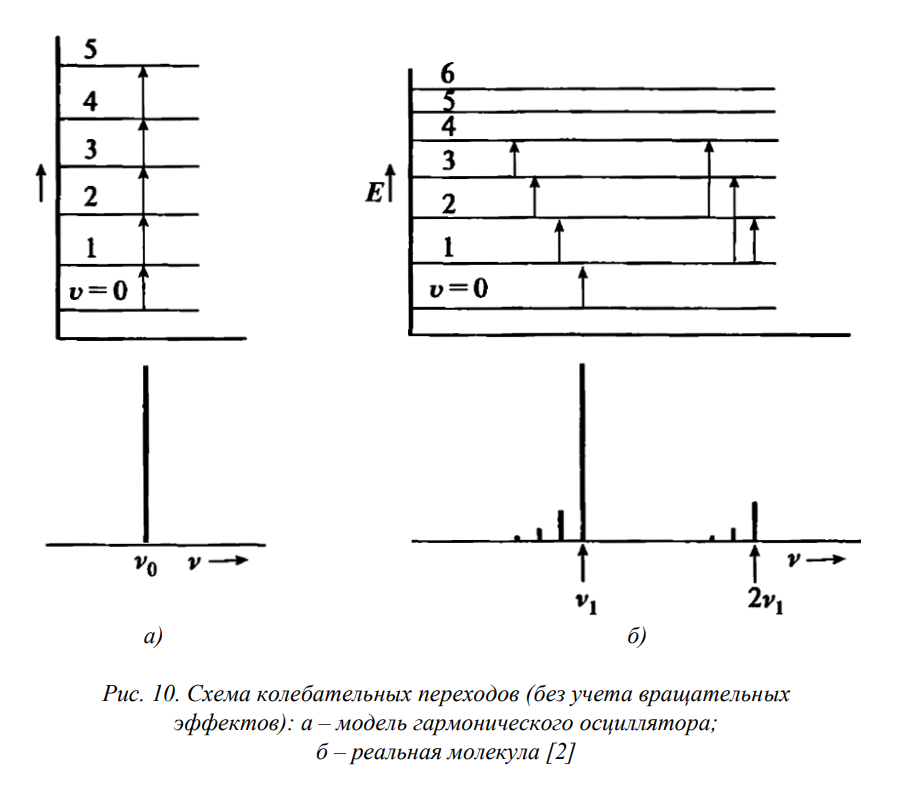 5
4
3
2
1
v = 0
6
5
4
3
E
2
1
v = 0
ν₀ ν
ν₁ 2ν₁ ν
а) б)
Рис. 10. Схема колебательных переходов (без учета вращательных
эффектов): а – модель гармонического осциллятора;
б – реальная молекула [2]